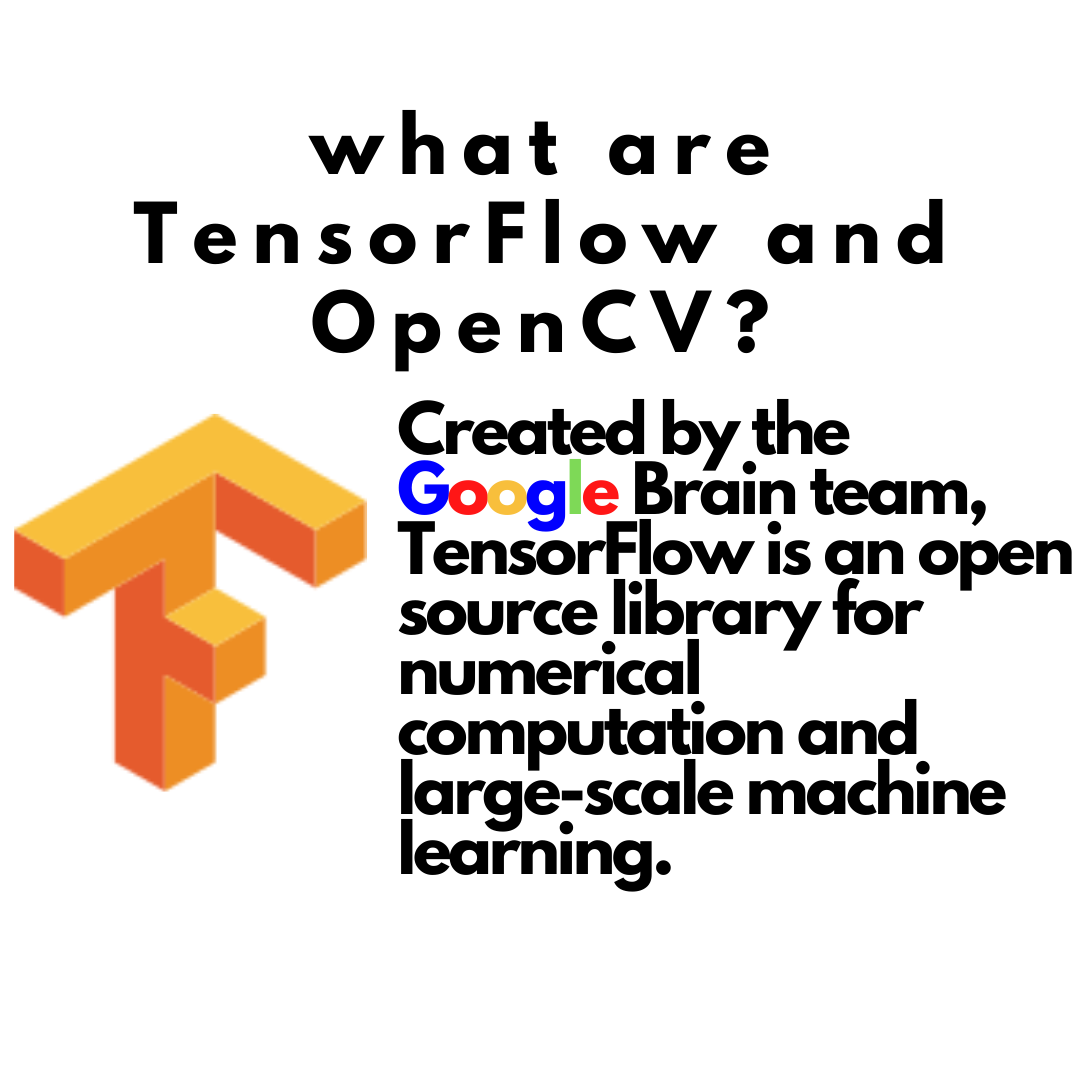 what are
TensorFlow and
OpenCV?
Created by the
Google Brain team,
TensorFlow is an open
source library for
numerical
computation and
large-scale machine
learning.